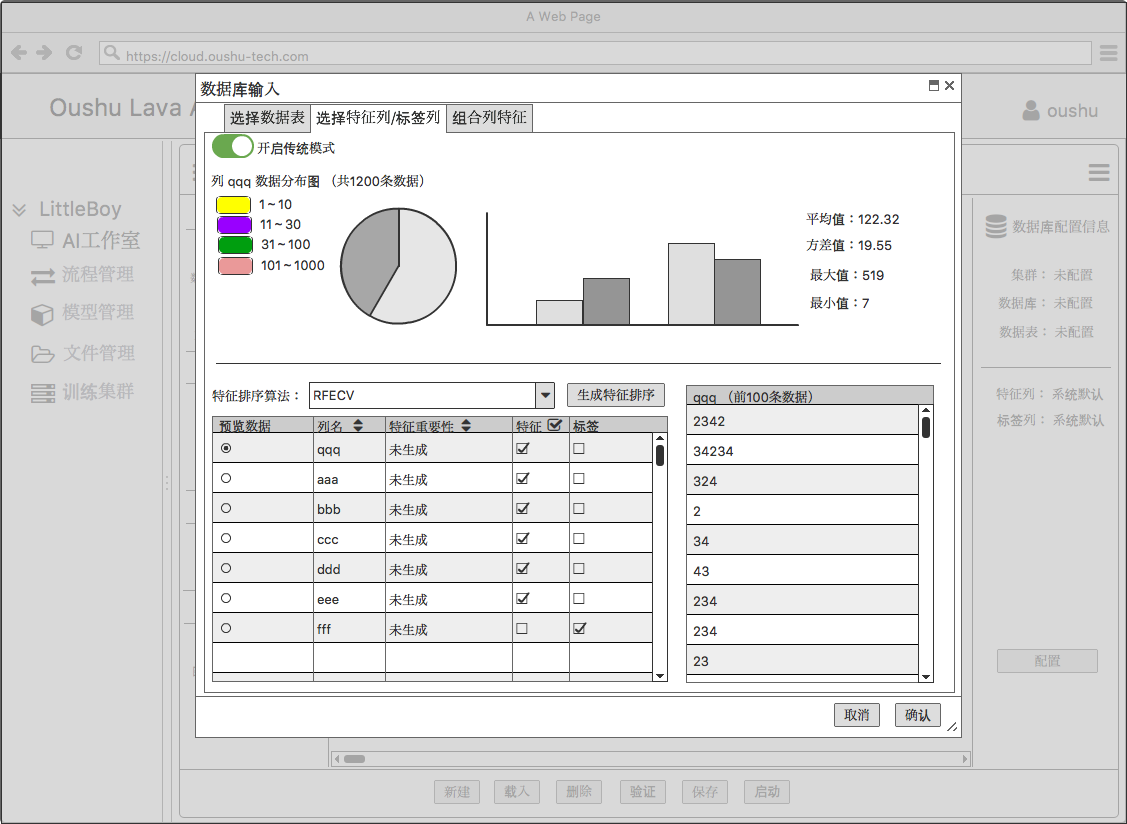 A Web Page
https://cloud.oushu-tech.com
Oushu Lava
oushu
LittleBoy
AI工作室
流程管理
模型管理
文件管理
训练集群
数据库输入
选择数据表 选择特征列/标签列 组合列特征
开启传统模式
列 qqq 数据分布图 （共1200条数据）
1 ~ 10
11 ~ 30
31 ~ 100
101 ~ 1000
平均值：122.32
方差值：19.55
最大值：519
最小值：7
特征排序算法： RFECV 生成特征排序
预览数据 列名 特征重要性 特征 标签
qqq 未生成
aaa 未生成
bbb 未生成
ccc 未生成
ddd 未生成
eee 未生成
fff 未生成
qqq （前100条数据）
2342
34234
324
2
34
43
234
234
23
取消 确认
数据库配置信息
集群： 未配置
数据库： 未配置
数据表： 未配置
特征列： 系统默认
标签列： 系统默认
配置
新建 载入 删除 验证 保存 启动